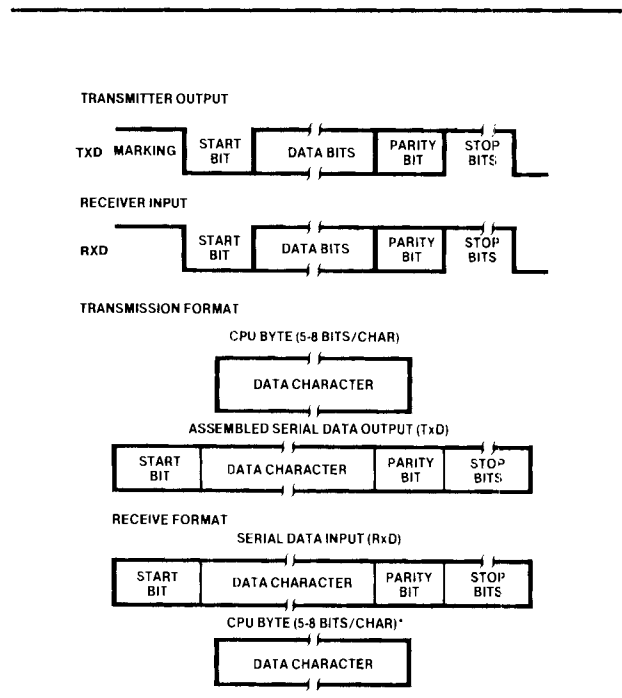 TRANSMITTER OUTPUT
TXD MARKING START BIT DATA BITS PARITY BIT STOP BITS
RECEIVER INPUT
RXD START BIT DATA BITS PARITY BIT STOP BITS
TRANSMISSION FORMAT
CPU BYTE (5-8 BITS/CHAR)
DATA CHARACTER
ASSEMBLED SERIAL DATA OUTPUT (TxD)
START BIT DATA CHARACTER PARITY BIT STOP BITS
RECEIVE FORMAT
SERIAL DATA INPUT (RxD)
START BIT DATA CHARACTER PARITY BIT STOP BITS
CPU BYTE (5-8 BITS/CHAR)*
DATA CHARACTER